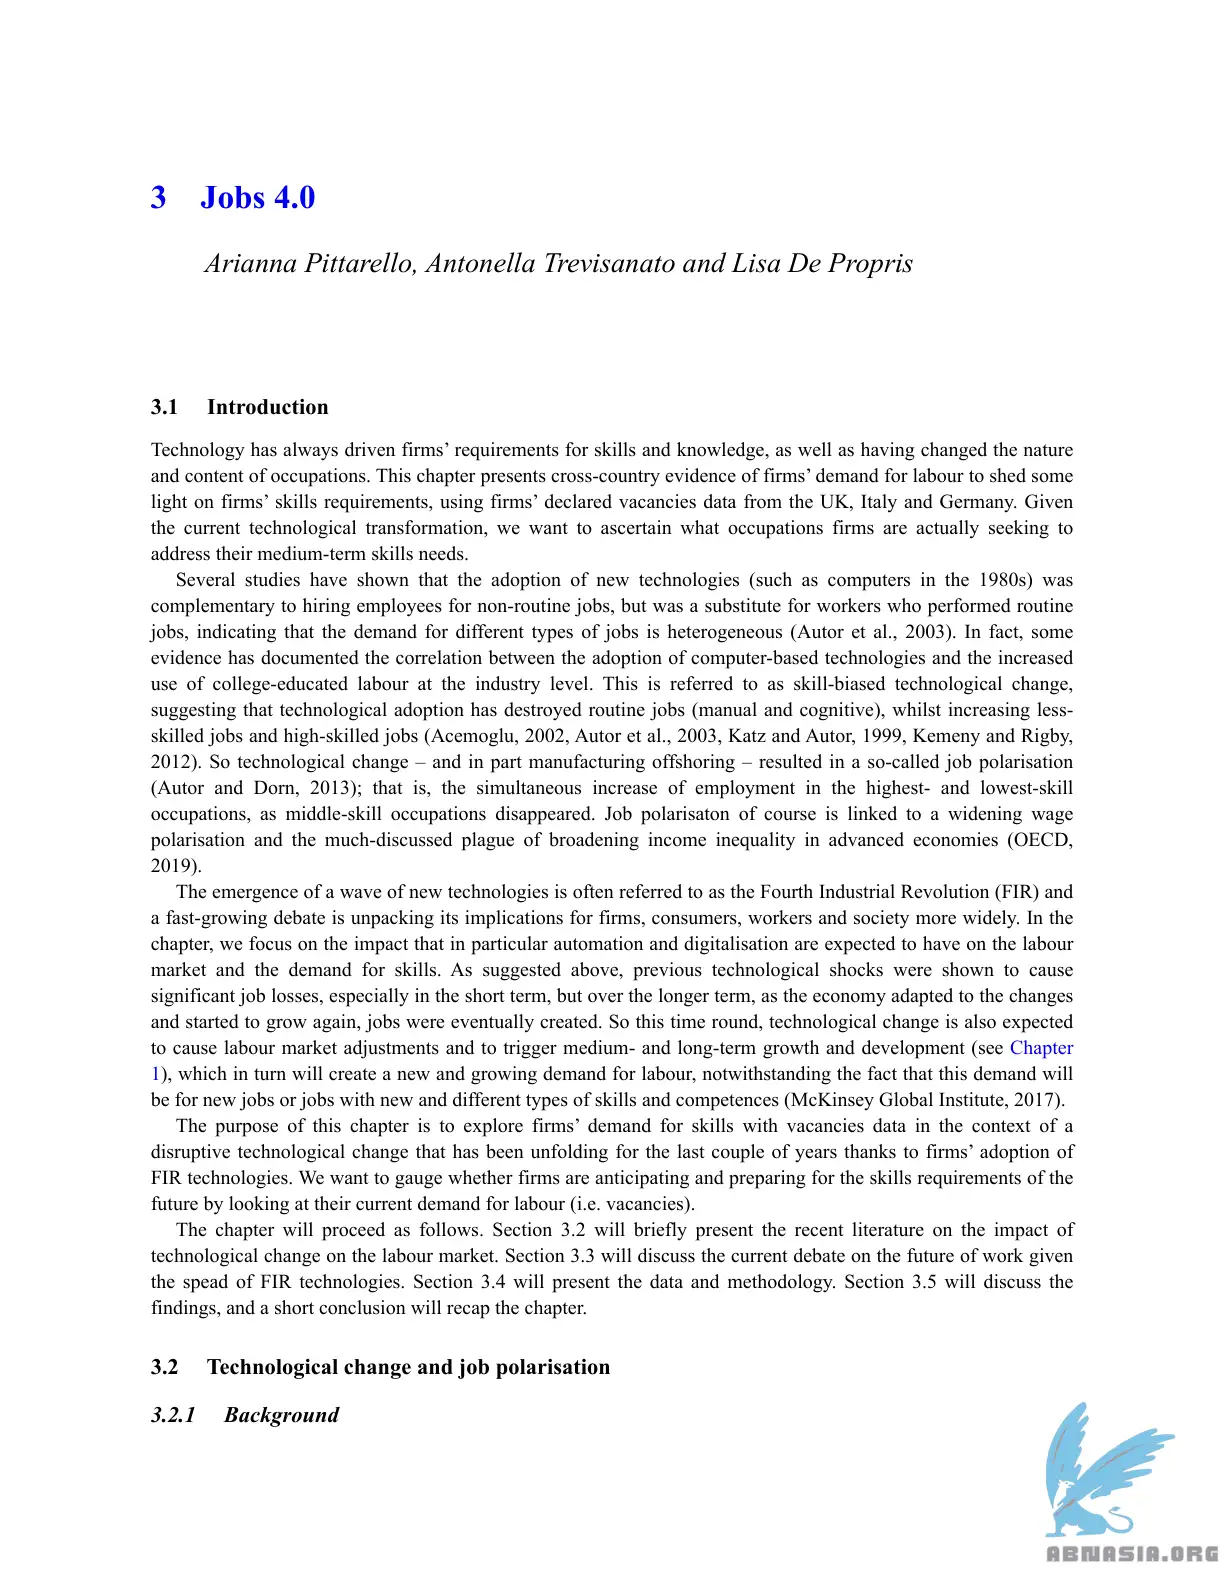 3 Jobs 4.0
Arianna Pittarello, Antonella Trevisanato and Lisa De Propris
3.1 Introduction
Technology has always driven firms’ requirements for skills and knowledge, as well as having changed the nature
and content of occupations. This chapter presents cross-country evidence of firms’ demand for labour to shed some
light on firms’ skills requirements, using firms’ declared vacancies data from the UK, Italy and Germany. Given
the current technological transformation, we want to ascertain what occupations firms are actually seeking to
address their medium-term skills needs.
Several studies have shown that the adoption of new technologies (such as computers in the 1980s) was
complementary to hiring employees for non-routine jobs, but was a substitute for workers who performed routine
jobs, indicating that the demand for different types of jobs is heterogeneous (Autor et al., 2003). In fact, some
evidence has documented the correlation between the adoption of computer-based technologies and the increased
use of college-educated labour at the industry level. This is referred to as skill-biased technological change,
suggesting that technological adoption has destroyed routine jobs (manual and cognitive), whilst increasing less-
skilled jobs and high-skilled jobs (Acemoglu, 2002, Autor et al., 2003, Katz and Autor, 1999, Kemeny and Rigby,
2012). So technological change – and in part manufacturing offshoring – resulted in a so-called job polarisation
(Autor and Dorn, 2013); that is, the simultaneous increase of employment in the highest- and lowest-skill
occupations, as middle-skill occupations disappeared. Job polarisaton of course is linked to a widening wage
polarisation and the much-discussed plague of broadening income inequality in advanced economies (OECD,
2019).
The emergence of a wave of new technologies is often referred to as the Fourth Industrial Revolution (FIR) and
a fast-growing debate is unpacking its implications for firms, consumers, workers and society more widely. In the
chapter, we focus on the impact that in particular automation and digitalisation are expected to have on the labour
market and the demand for skills. As suggested above, previous technological shocks were shown to cause
significant job losses, especially in the short term, but over the longer term, as the economy adapted to the changes
and started to grow again, jobs were eventually created. So this time round, technological change is also expected
to cause labour market adjustments and to trigger medium- and long-term growth and development (see Chapter
1), which in turn will create a new and growing demand for labour, notwithstanding the fact that this demand will
be for new jobs or jobs with new and different types of skills and competences (McKinsey Global Institute, 2017).
The purpose of this chapter is to explore firms’ demand for skills with vacancies data in the context of a
disruptive technological change that has been unfolding for the last couple of years thanks to firms’ adoption of
FIR technologies. We want to gauge whether firms are anticipating and preparing for the skills requirements of the
future by looking at their current demand for labour (i.e. vacancies).
The chapter will proceed as follows. Section 3.2 will briefly present the recent literature on the impact of
technological change on the labour market. Section 3.3 will discuss the current debate on the future of work given
the spead of FIR technologies. Section 3.4 will present the data and methodology. Section 3.5 will discuss the
findings, and a short conclusion will recap the chapter.
3.2 Technological change and job polarisation
3.2.1 Background
ABNASIA.ORG